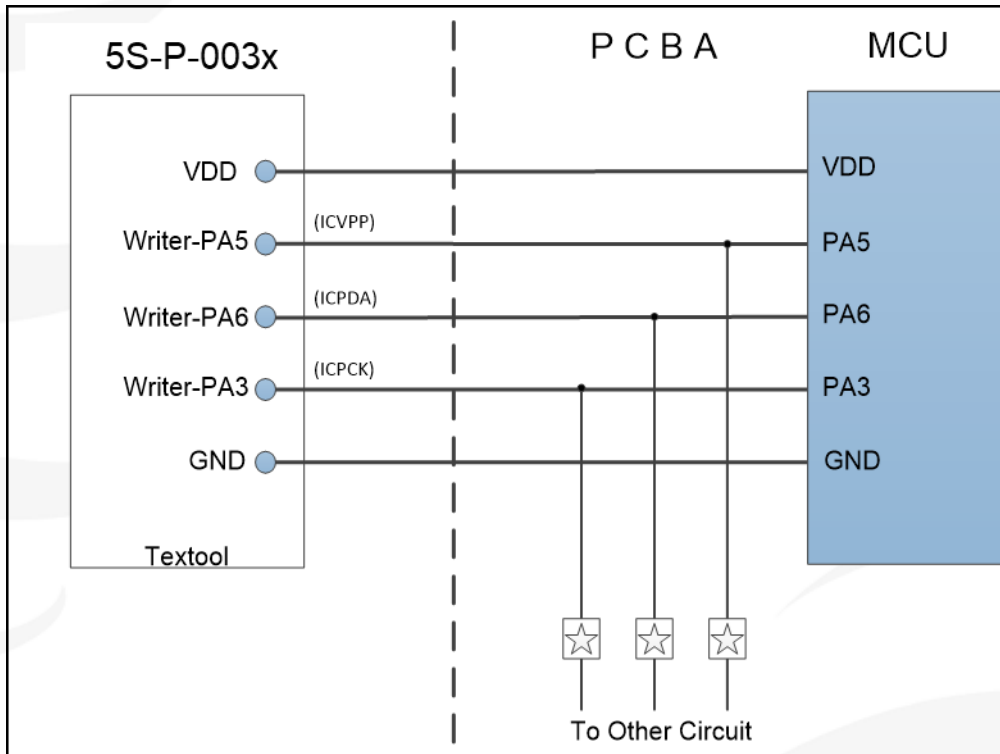 5S-P-003x
P C B A
MCU
VDD
VDD
Writer-PA5
(ICVPP)
PA5
Writer-PA6
(ICPDA)
PA6
Writer-PA3
(ICPCK)
PA3
GND
GND
Textool
To Other Circuit